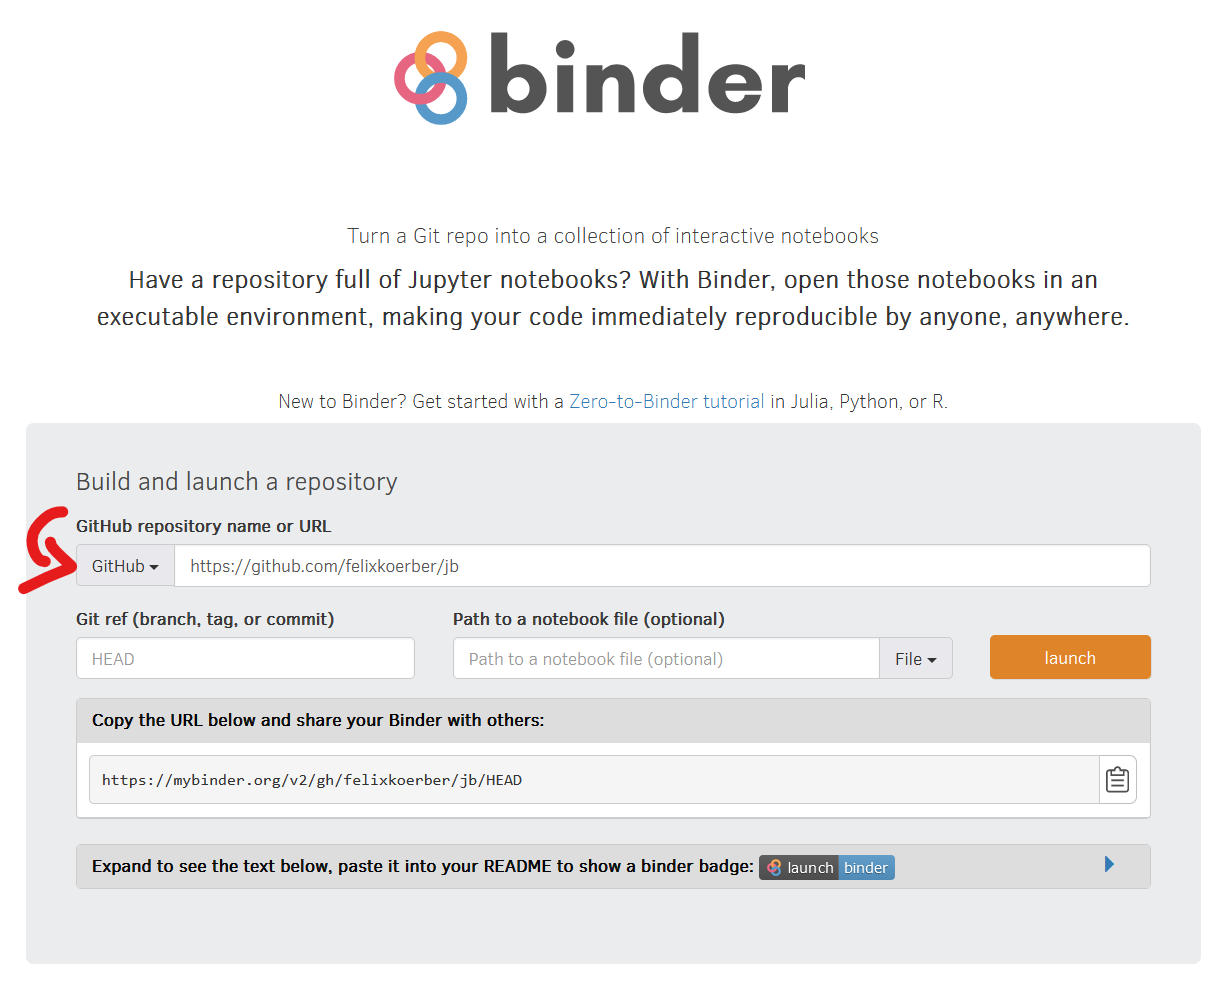 binder
Turn a Git repo into a collection of interactive notebooks
Have a repository full of Jupyter notebooks? With Binder, open those notebooks in an
executable environment, making your code immediately reproducible by anyone, anywhere.
New to Binder? Get started with a Zero-to-Binder tutorial in Julia, Python, or R.
Build and launch a repository
GitHub repository name or URL
GitHub https://github.com/felixkoerber/jb
Git ref (branch, tag, or commit) Path to a notebook file (optional)
HEAD Path to a notebook file (optional) File launch
Copy the URL below and share your Binder with others:
https://mybinder.org/v2/gh/felixkoerber/jb/HEAD
Expand to see the text below, paste it into your README to show a binder badge: launch binder